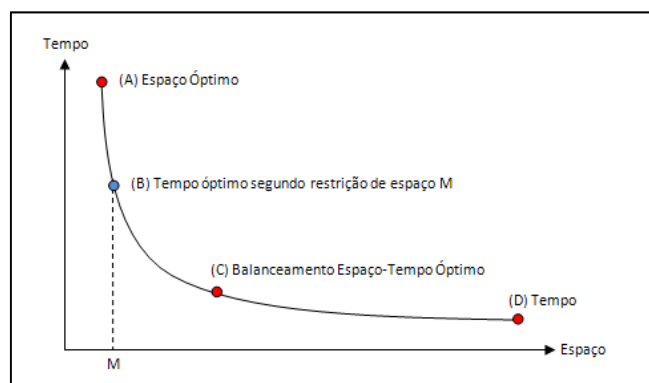 Tempo
(A) Espaço Óptimo
(B) Tempo óptimo segundo restrição de espaço M
(C) Balanceamento Espaço-Tempo Óptimo
(D) Tempo
Espaço
M